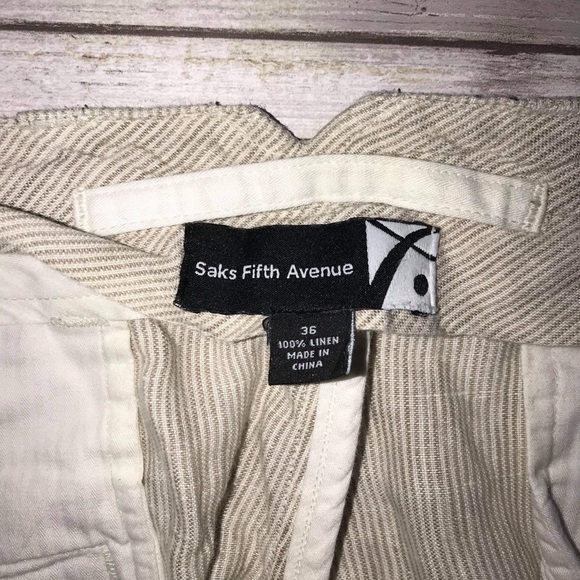 Saks Fifth Avenue
36
100% LINEN
MADE IN
CHINA